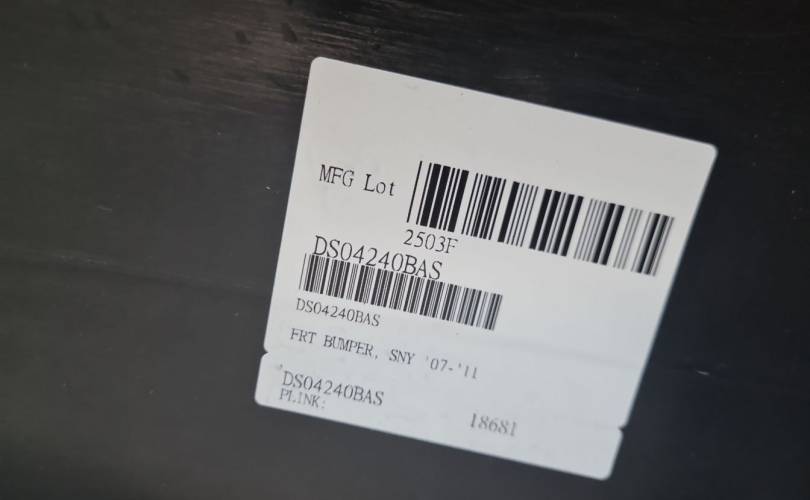 MFG Lot
2503F
DS04240BAS
DS04240BAS
FRT BUMPER, SNY '07-'11
DS04240BAS
PLINK:
18681